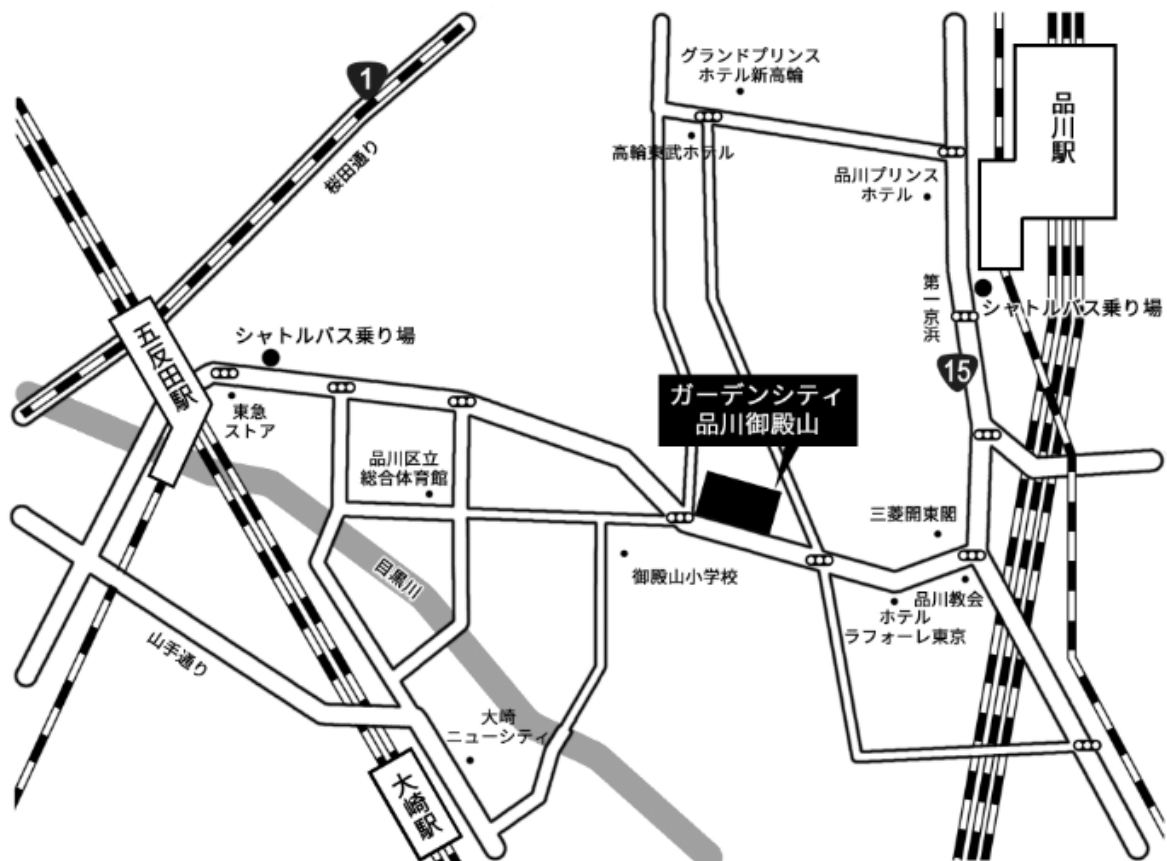 1
桜田通り
グランドプリンス
ホテル新高輪
高輪東武ホテル
品川プリンス
ホテル
品川駅
第一京浜
シャトルバス乗り場
15
五反田駅
シャトルバス乗り場
東急
ストア
品川区立
総合体育館
ガーデンシティ
品川御殿山
三菱開東閣
御殿山小学校
目黒川
品川教会
ホテル
ラフォーレ東京
山手通り
大崎
ニューシティ
大崎駅